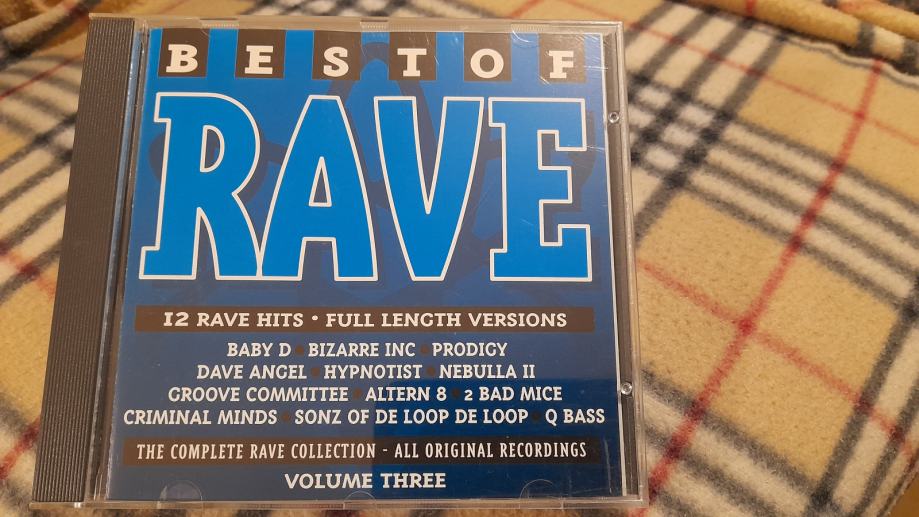 BEST OF
RAVE
12 RAVE HITS • FULL LENGTH VERSIONS
BABY D • BIZARRE INC • PRODIGY
DAVE ANGEL • HYPNOTIST • NEBULLA II
GROOVE COMMITTEE • ALTERN 8 • 2 BAD MICE
CRIMINAL MINDS • SONZ OF DE LOOP DE LOOP • Q BASS
THE COMPLETE RAVE COLLECTION - ALL ORIGINAL RECORDINGS
VOLUME THREE